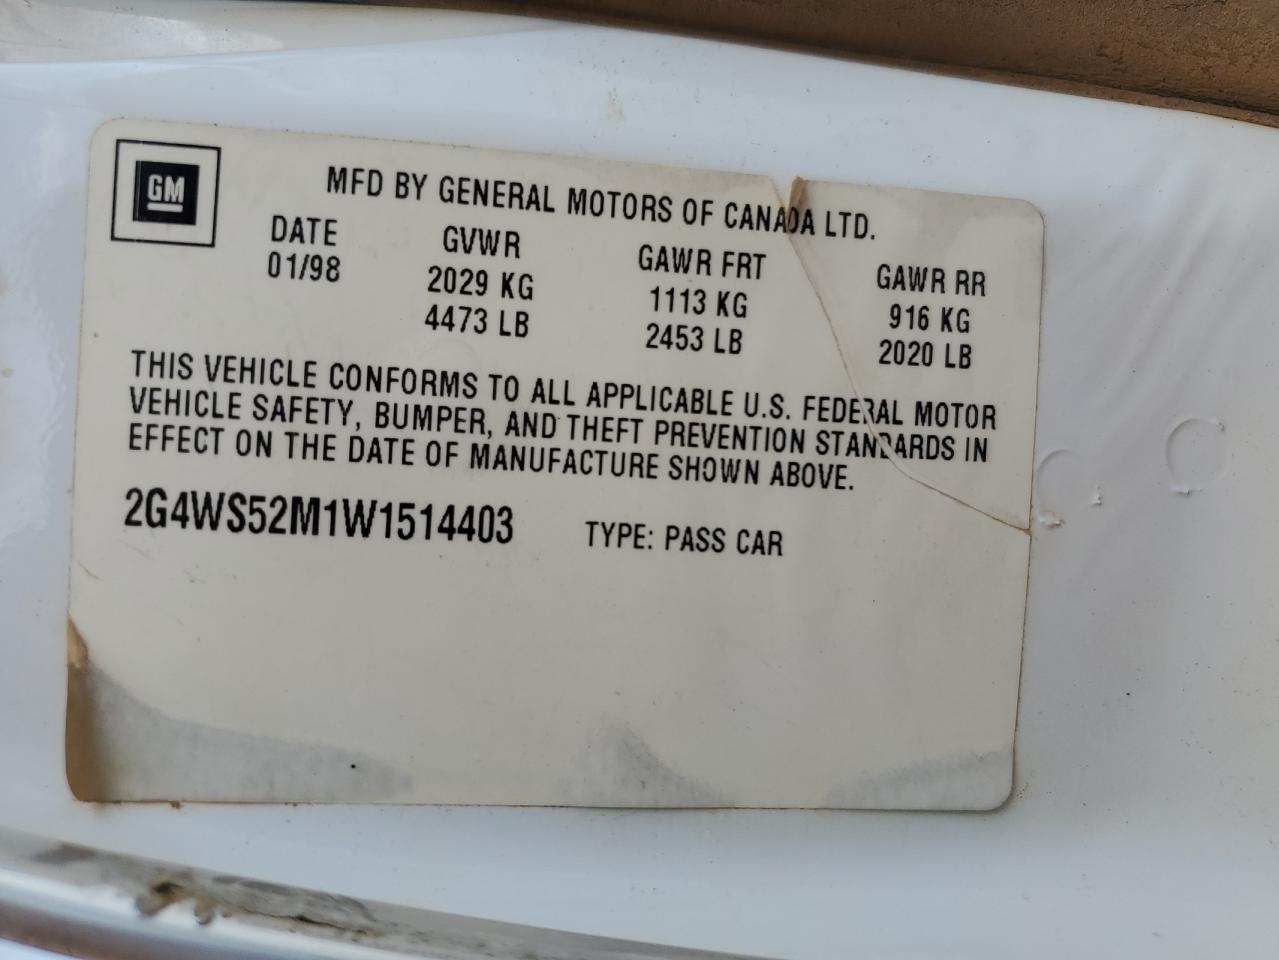 GM
MFD BY GENERAL MOTORS OF CANADA LTD.
DATE GVWR GAWR FRT GAWR RR
01/98 2029 KG 1113 KG 916 KG
4473 LB 2453 LB 2020 LB
THIS VEHICLE CONFORMS TO ALL APPLICABLE U.S. FEDERAL MOTOR
VEHICLE SAFETY, BUMPER, AND THEFT PREVENTION STANDARDS IN
EFFECT ON THE DATE OF MANUFACTURE SHOWN ABOVE.
2G4WS52M1W1514403 TYPE: PASS CAR